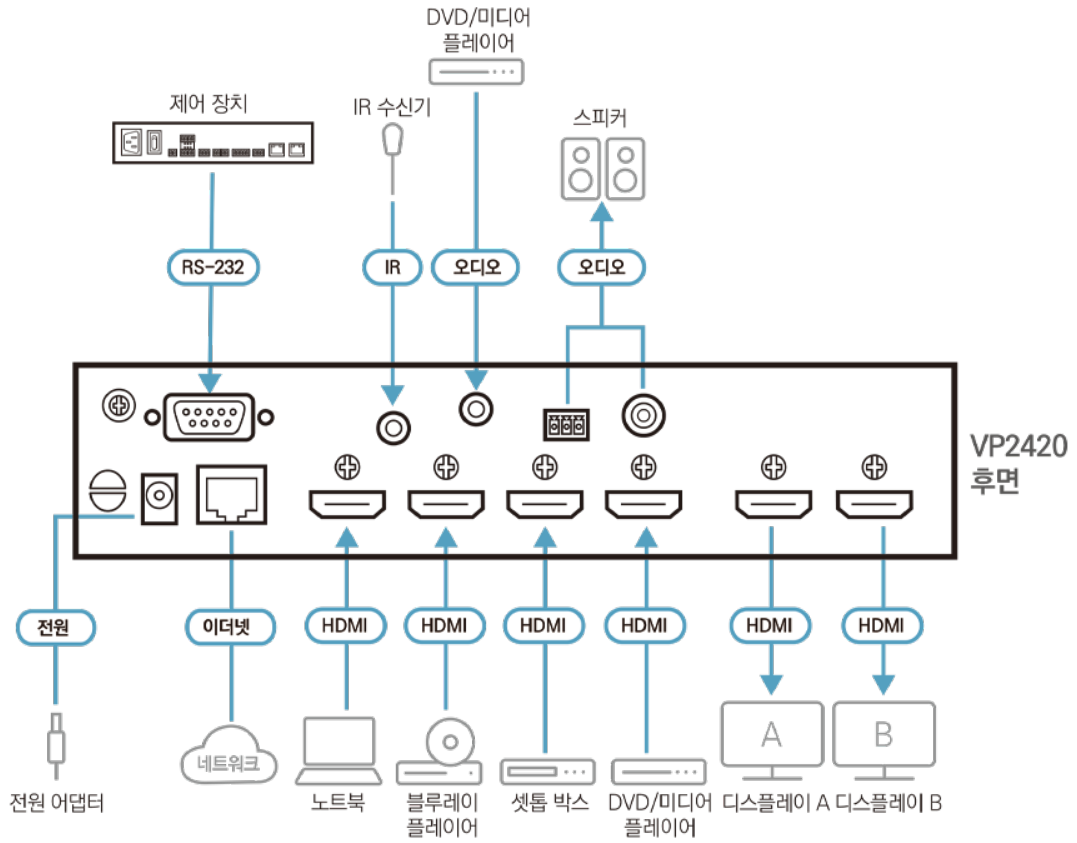 DVD/미디어
플레이어
제어 장치
IR 수신기
스피커
RS-232
IR
오디오
오디오
VP2420
후면
전원
이더넷
HDMI
HDMI
HDMI
HDMI
HDMI
HDMI
A
B
네트워크
전원 어댑터
노트북
블루레이
플레이어
셋톱 박스
DVD/미디어
플레이어
디스플레이 A
디스플레이 B